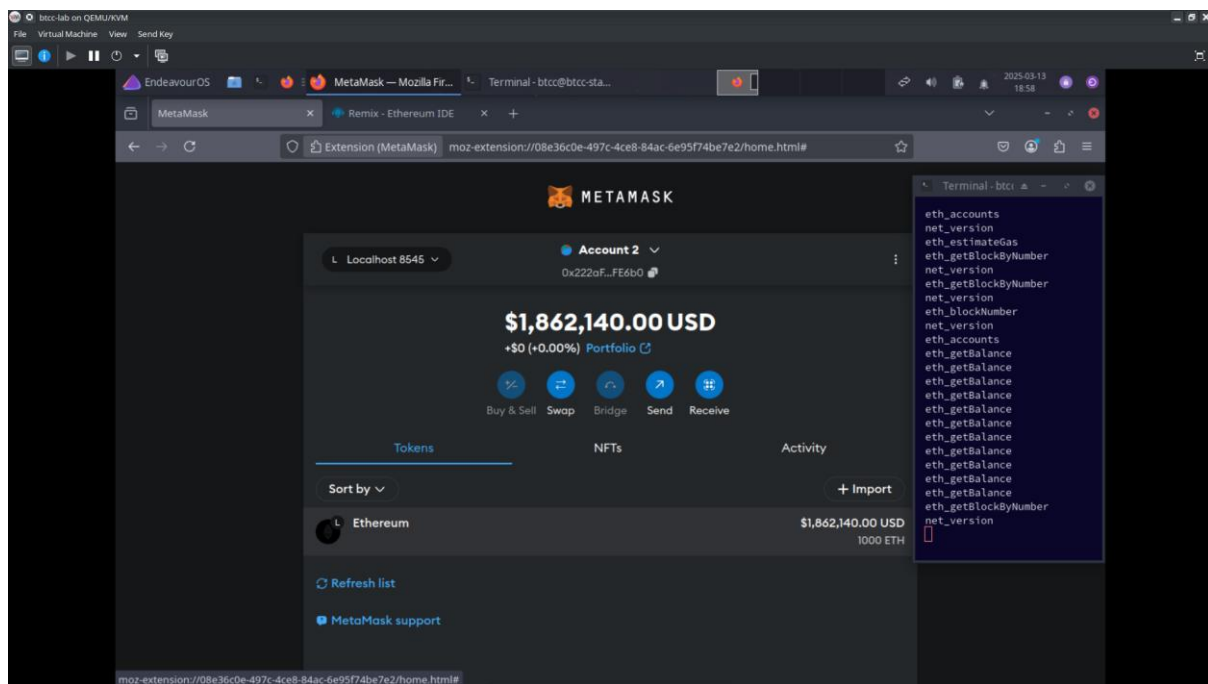 btcc-lab on QEMU/KVM
File Virtual Machine View Send Key
EndeavourOS MetaMask — Mozilla Fir... Terminal - btcc@btcc-sta... 2025-03-13
18:58
MetaMask Remix - Ethereum IDE
Extension (MetaMask) moz-extension://08e36c0e-497c-4ce8-84ac-6e95f74be7e2/home.html#
METAMASK
L Localhost 8545
Account 2
0x222aF...FE6b0
$1,862,140.00 USD
+$0 (+0.00%) Portfolio
Buy & Sell Swap Bridge Send Receive
Tokens NFTs Activity
Sort by + Import
L Ethereum $1,862,140.00 USD
1000 ETH
Refresh list
MetaMask support
Terminal - btcc
eth_accounts
net_version
eth_estimateGas
eth_getBlockByNumber
net_version
eth_getBlockByNumber
net_version
eth_blockNumber
net_version
eth_accounts
eth_getBalance
eth_getBalance
eth_getBalance
eth_getBalance
eth_getBalance
eth_getBalance
eth_getBalance
eth_getBalance
eth_getBalance
eth_getBalance
eth_getBalance
eth_getBlockByNumber
net_version
moz-extension://08e36c0e-497c-4ce8-84ac-6e95f74be7e2/home.html#